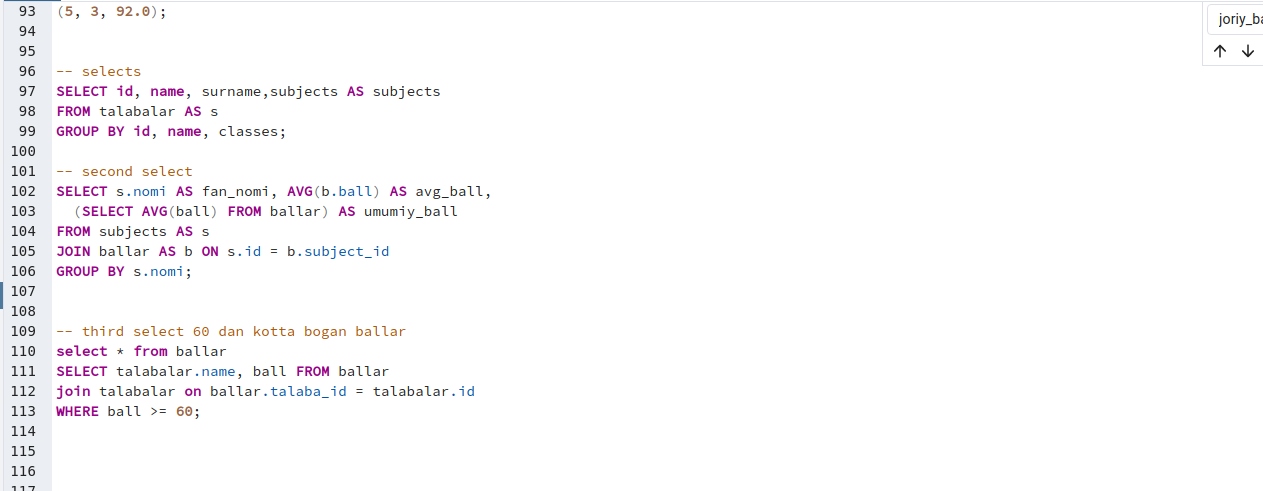 93 (5, 3, 92.0);
94
95
96 -- selects
97 SELECT id, name, surname,subjects AS subjects
98 FROM talabalar AS s
99 GROUP BY id, name, classes;
100
101 -- second select
102 SELECT s.nomi AS fan_nomi, AVG(b.ball) AS avg_ball,
103   (SELECT AVG(ball) FROM ballar) AS umumiy_ball
104 FROM subjects AS s
105 JOIN ballar AS b ON s.id = b.subject_id
106 GROUP BY s.nomi;
107
108
109 -- third select 60 dan kotta bogan ballar
110 select * from ballar
111 SELECT talabalar.name, ball FROM ballar
112 join talabalar on ballar.talaba_id = talabalar.id
113 WHERE ball >= 60;
114
115
116
117
joriy_ba